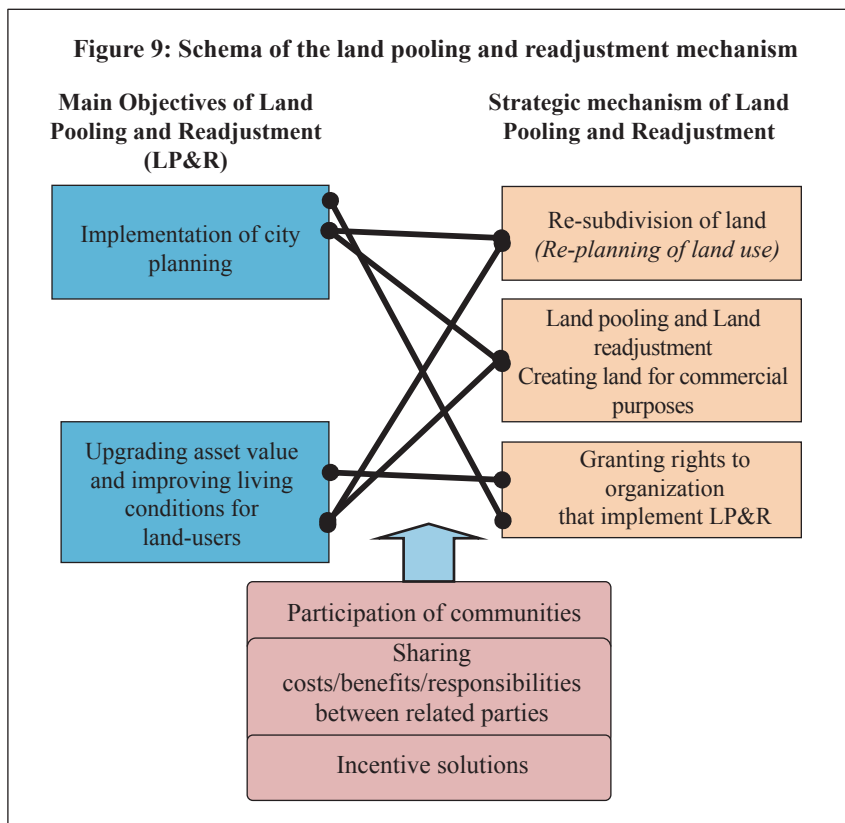 Figure 9: Schema of the land pooling and readjustment mechanism
Main Objectives of Land
Pooling and Readjustment
(LP&R)
Strategic mechanism of Land
Pooling and Readjustment
Implementation of city
planning
Re-subdivision of land
(Re-planning of land use)
Land pooling and Land
readjustment
Creating land for commercial
purposes
Upgrading asset value
and improving living
conditions for
land-users
Granting rights to
organization
that implement LP&R
Participation of communities
Sharing
costs/benefits/responsibilities
between related parties
Incentive solutions